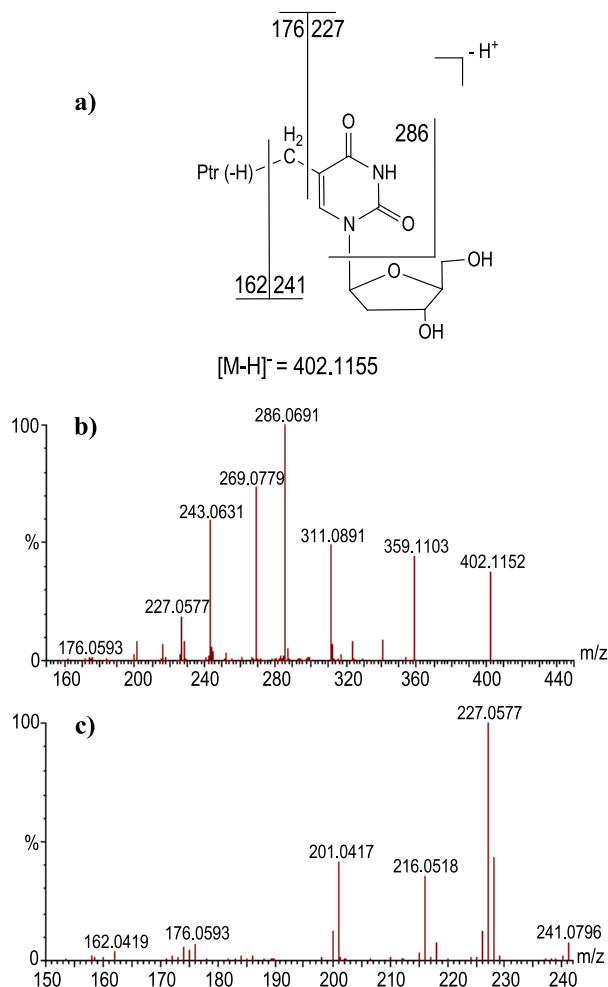 176 227
- H+
a)
O
H2
286
C
NH
Ptr (-H)
N
O
O
OH
162 241
OH
[M-H]- = 402.1155
b)
100
286.0691
269.0779
243.0631
311.0891
359.1103
%
402.1152
227.0577
176.0593
0
160 200 240 280 320 360 400 440 m/z
c)
100
227.0577
%
201.0417
216.0518
162.0419
176.0593
241.0796
0
150 160 170 180 190 200 210 220 230 240 m/z